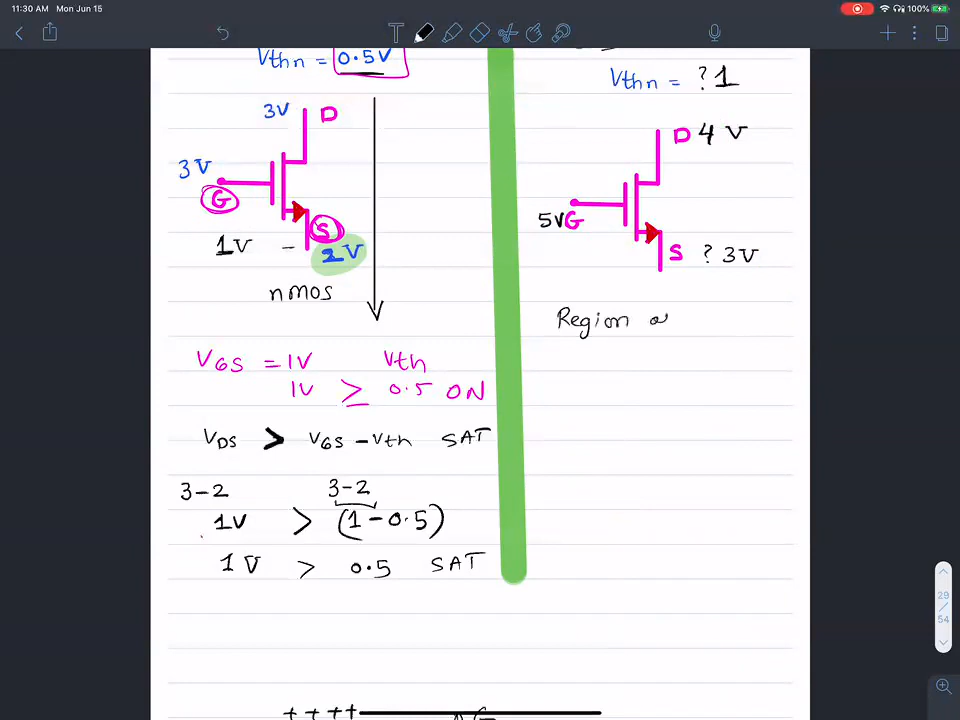 11:30 AM Mon Jun 15
100%
T
Vthn = 0.5V
3V D
3V
G
S
1V - 2V
nmos
VGS = 1V Vth
1V ≥ 0.5 ON
VDS > VGS - Vth SAT
3-2 3-2
1V > (1-0.5)
1V > 0.5 SAT
Vthn = ? 1
D 4V
5V G
S ? 3V
Region o
29
/
54
++++